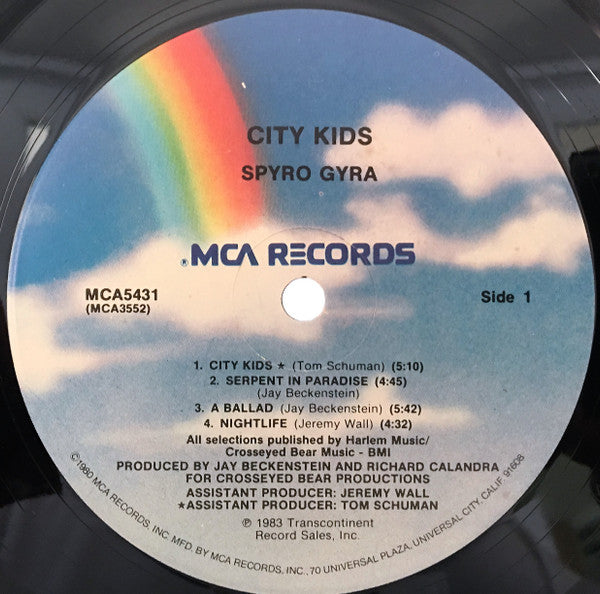 CITY KIDS
SPYRO GYRA
®MCA RECORDS
MCA5431
(MCA3552)
Side 1
1. CITY KIDS ★ (Tom Schuman) (5:10)
2. SERPENT IN PARADISE (4:45)
(Jay Beckenstein)
3. A BALLAD (Jay Beckenstein) (5:42)
4. NIGHTLIFE (Jeremy Wall) (4:32)
All selections published by Harlem Music/
Crosseyed Bear Music - BMI
PRODUCED BY JAY BECKENSTEIN AND RICHARD CALANDRA
FOR CROSSEYED BEAR PRODUCTIONS
ASSISTANT PRODUCER: JEREMY WALL
★ASSISTANT PRODUCER: TOM SCHUMAN
℗ 1983 Transcontinent
Record Sales, Inc.
©1980 MCA RECORDS, INC. MFD. BY MCA RECORDS, INC., 70 UNIVERSAL PLAZA, UNIVERSAL CITY, CALIF. 91608